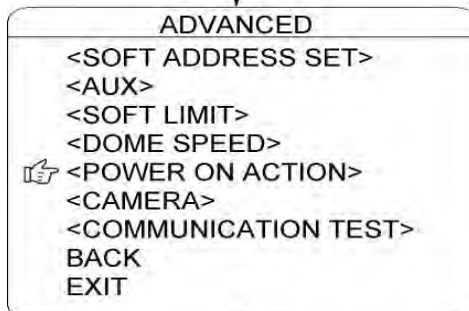 ADVANCED
<SOFT ADDRESS SET>
<AUX>
<SOFT LIMIT>
<DOME SPEED>
<POWER ON ACTION>
<CAMERA>
<COMMUNICATION TEST>
BACK
EXIT